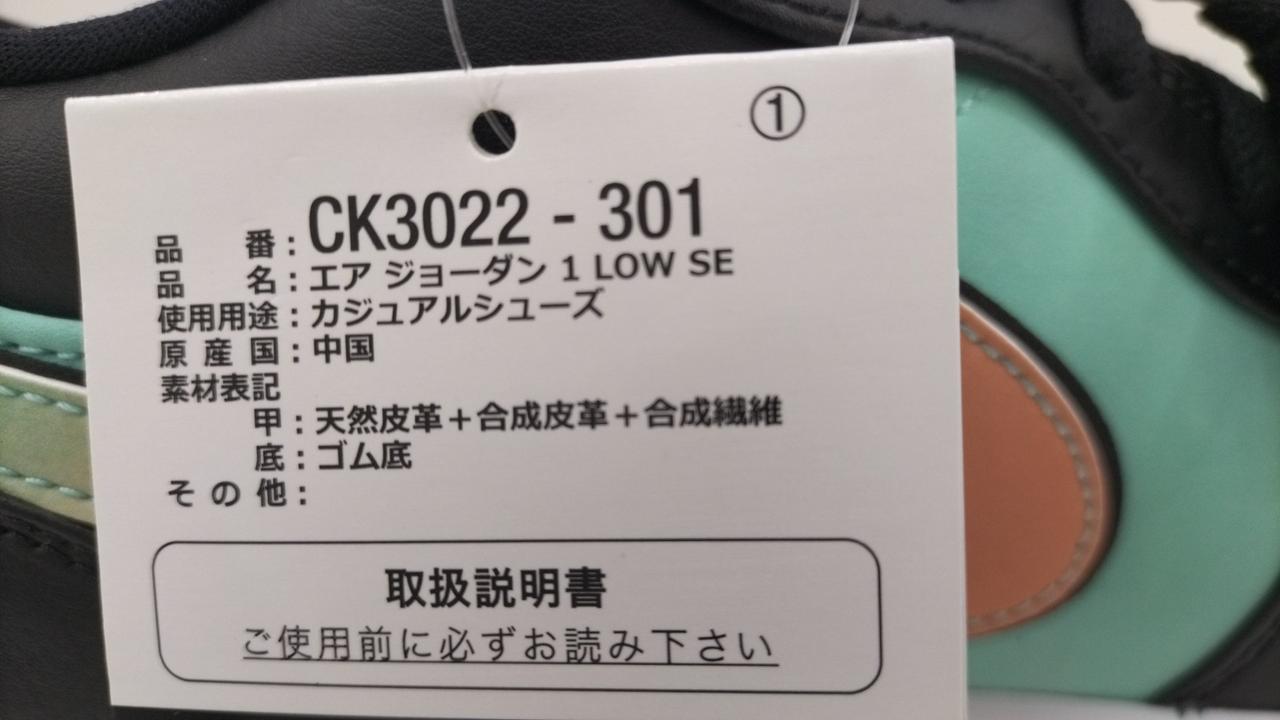 ①
品番：CK3022 - 301
品名：エア ジョーダン 1 LOW SE
使用用途：カジュアルシューズ
原産国：中国
素材表記
甲：天然皮革＋合成皮革＋合成繊維
底：ゴム底
その他：
取扱説明書
ご使用前に必ずお読み下さい